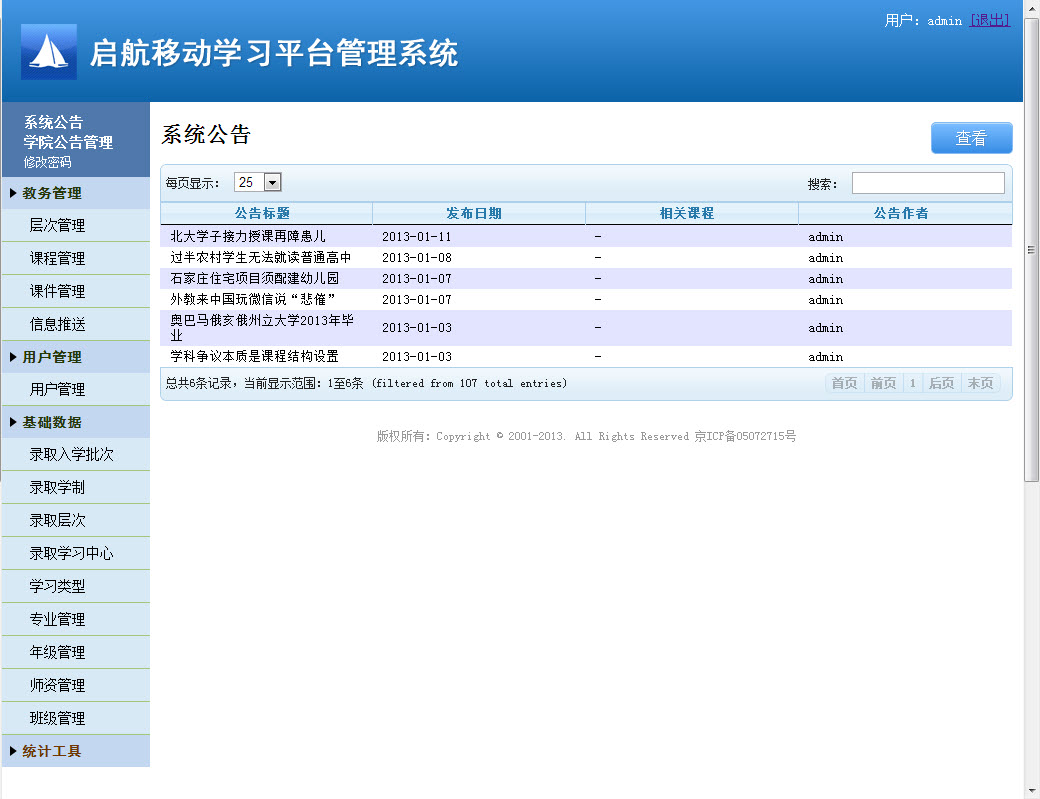 用户: admin [退出]
启航移动学习平台管理系统
系统公告
学院公告管理
修改密码
教务管理
层次管理
课程管理
课件管理
信息推送
用户管理
用户管理
基础数据
录取入学批次
录取学制
录取层次
录取学习中心
学习类型
专业管理
年级管理
师资管理
班级管理
统计工具
系统公告
查看
每页显示: 25 搜索:
公告标题 发布日期 相关课程 公告作者
北大学子接力授课再障患儿 2013-01-11 - admin
过半农村学生无法就读普通高中 2013-01-08 - admin
石家庄住宅项目须配建幼儿园 2013-01-07 - admin
外教来中国玩微信说“悲催” 2013-01-07 - admin
奥巴马俄亥俄州立大学2013年毕
业 2013-01-03 - admin
学科争议本质是课程结构设置 2013-01-03 - admin
总共6条记录,当前显示范围: 1至6条 (filtered from 107 total entries) 首页 前页 1 后页 末页
版权所有: Copyright © 2001-2013. All Rights Reserved 京ICP备05072715号